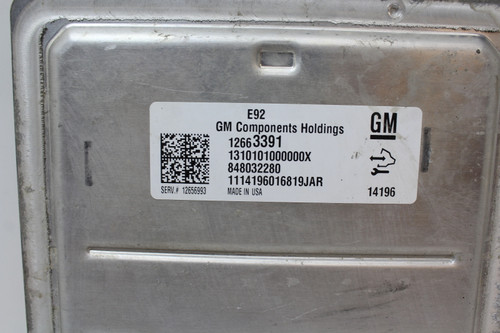 E92
GM Components Holdings
GM
12663391
1310101000000X
848032280
1114196016819JAR
SERV.# 12656993
MADE IN USA
14196